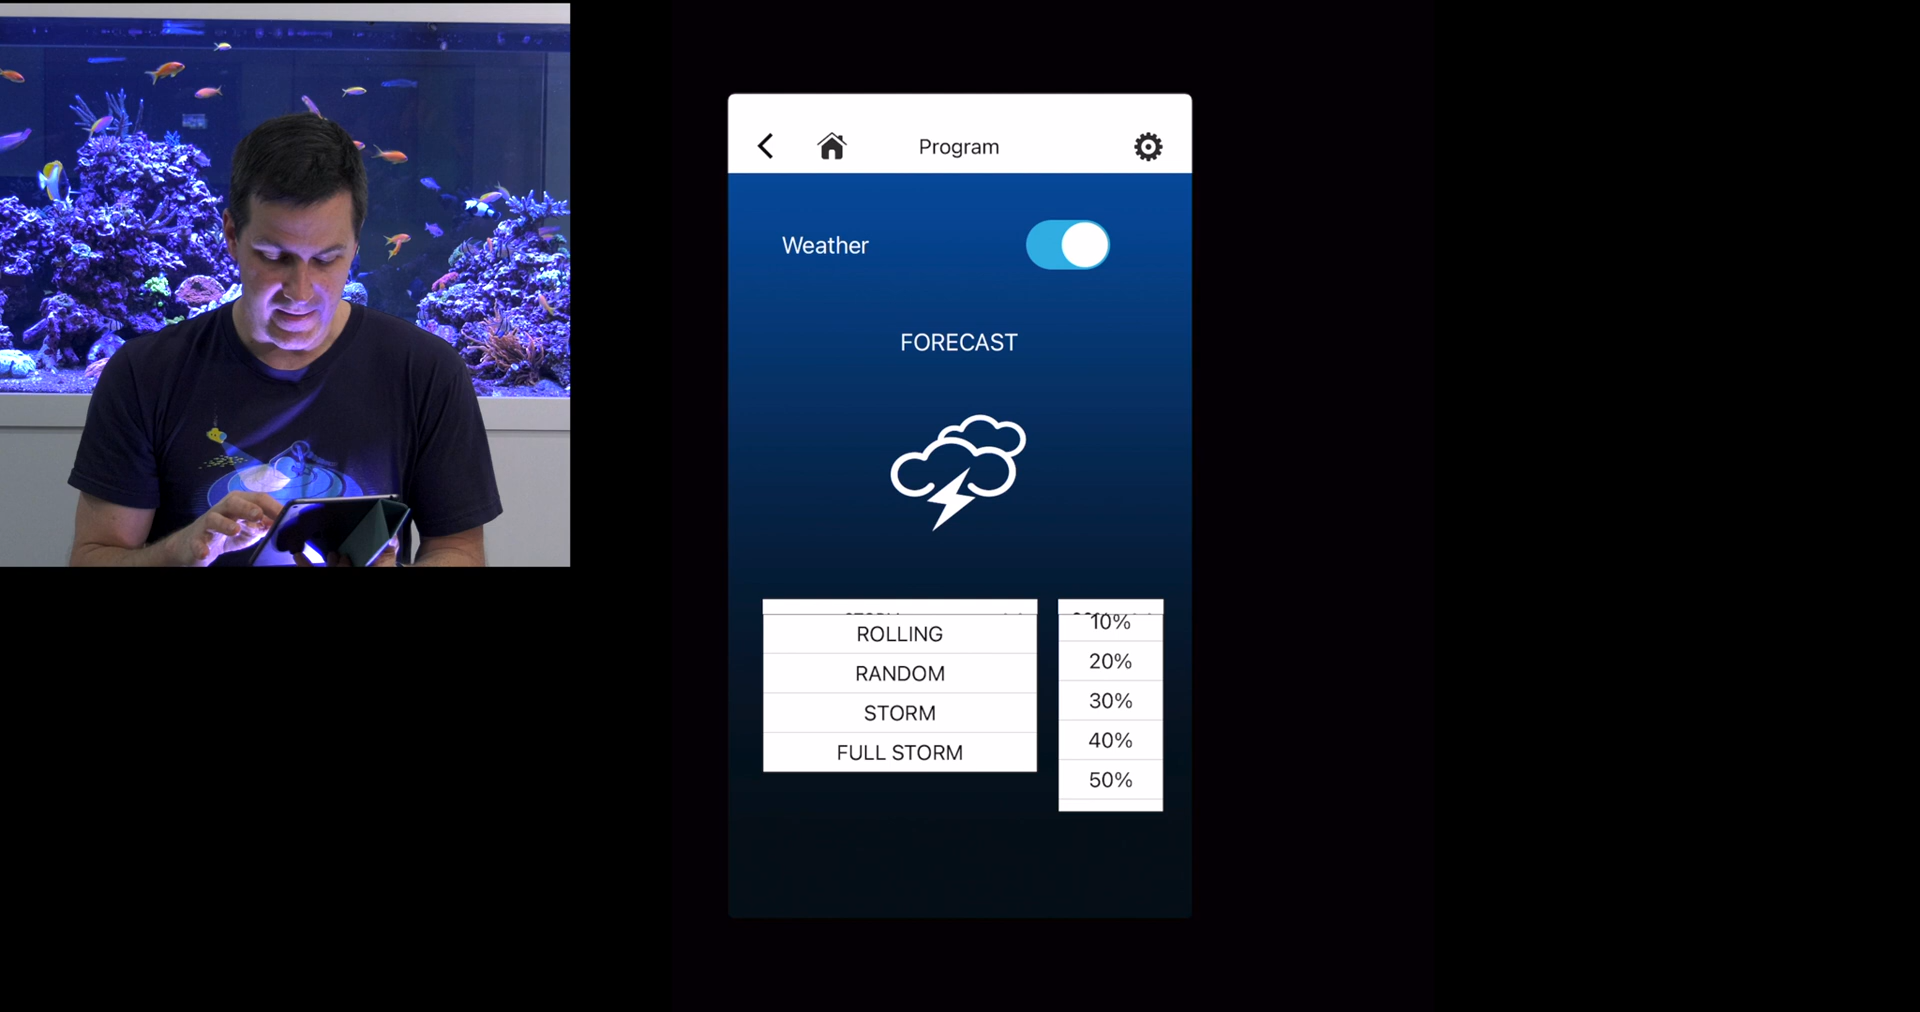 Program
Weather
FORECAST
ROLLING
RANDOM
STORM
FULL STORM
10%
20%
30%
40%
50%